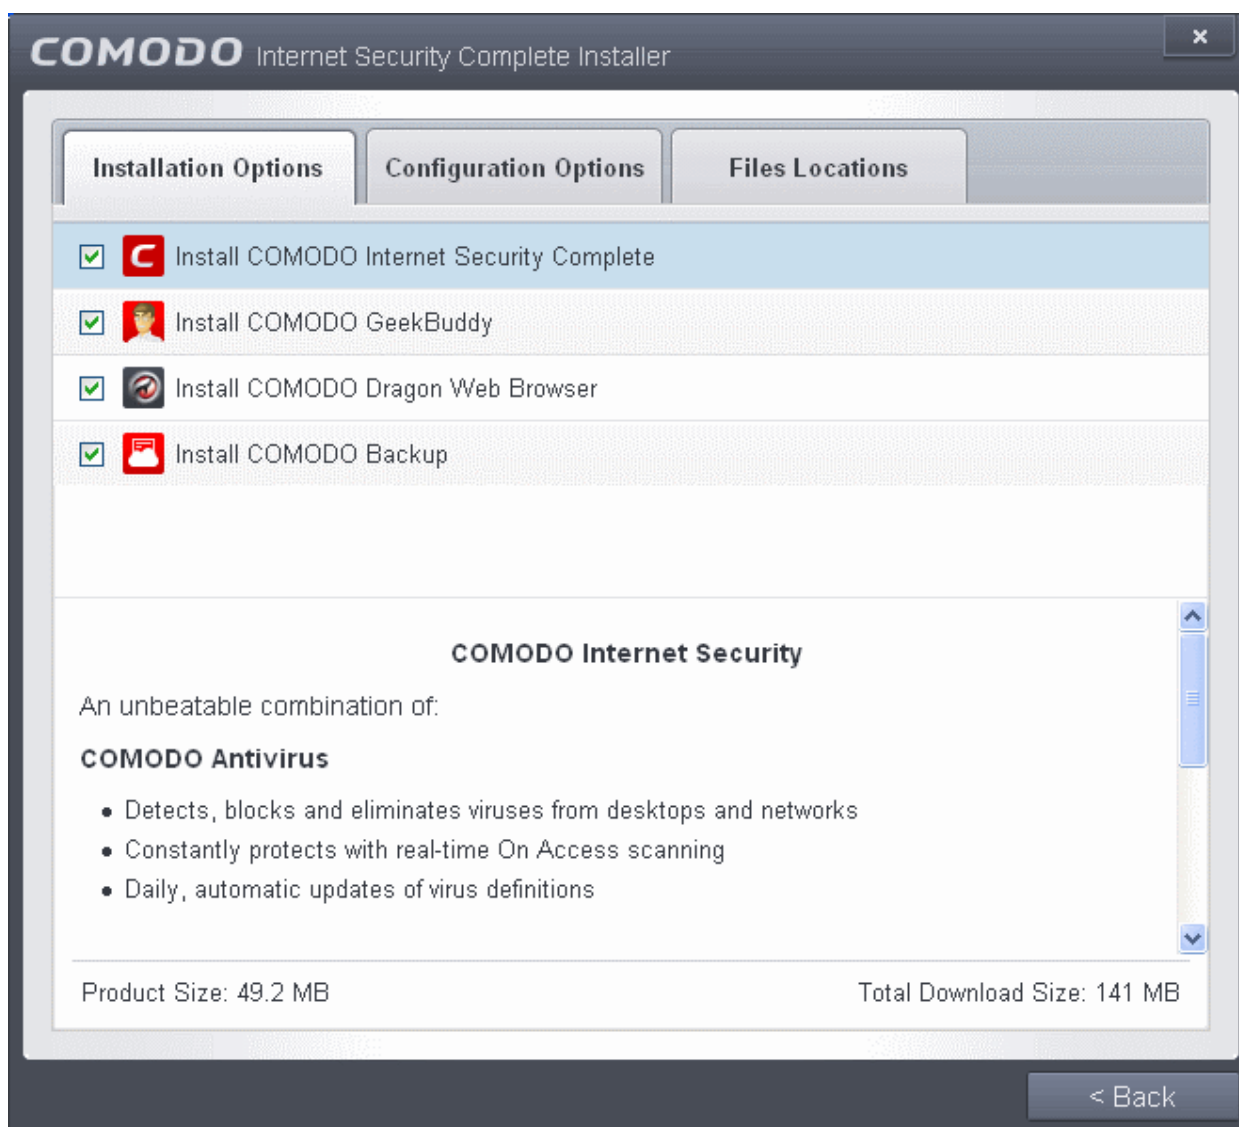 COMODO Internet Security Complete Installer
Installation Options
Configuration Options
Files Locations
Install COMODO Internet Security Complete
Install COMODO GeekBuddy
Install COMODO Dragon Web Browser
Install COMODO Backup
COMODO Internet Security
An unbeatable combination of:
COMODO Antivirus
• Detects, blocks and eliminates viruses from desktops and networks
• Constantly protects with real-time On Access scanning
• Daily, automatic updates of virus definitions
Product Size: 49.2 MB
Total Download Size: 141 MB
< Back